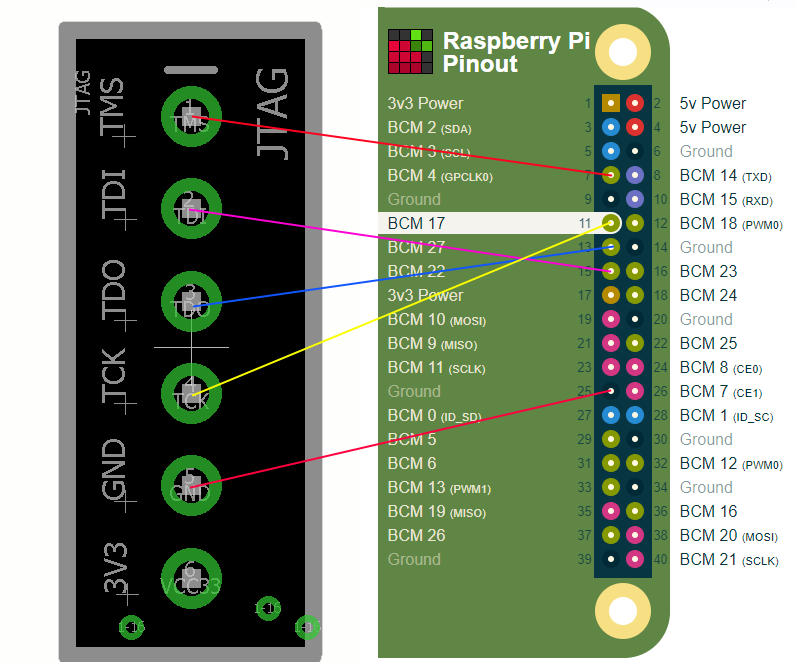 JTAG
TMS
1
TMS
JTAG
TDI
2
TDI
TDO
3
TDO
TCK
4
TCK
GND
5
GND
3V3
6
VCC33
1-16
1-16
1-16
Raspberry Pi
Pinout
3v3 Power 1 2 5v Power
BCM 2 (SDA) 3 4 5v Power
BCM 3 (SCL) 5 6 Ground
BCM 4 (GPCLK0) 7 8 BCM 14 (TXD)
Ground 9 10 BCM 15 (RXD)
BCM 17 11 12 BCM 18 (PWM0)
BCM 27 13 14 Ground
BCM 22 15 16 BCM 23
3v3 Power 17 18 BCM 24
BCM 10 (MOSI) 19 20 Ground
BCM 9 (MISO) 21 22 BCM 25
BCM 11 (SCLK) 23 24 BCM 8 (CE0)
Ground 25 26 BCM 7 (CE1)
BCM 0 (ID_SD) 27 28 BCM 1 (ID_SC)
BCM 5 29 30 Ground
BCM 6 31 32 BCM 12 (PWM0)
BCM 13 (PWM1) 33 34 Ground
BCM 19 (MISO) 35 36 BCM 16
BCM 26 37 38 BCM 20 (MOSI)
Ground 39 40 BCM 21 (SCLK)